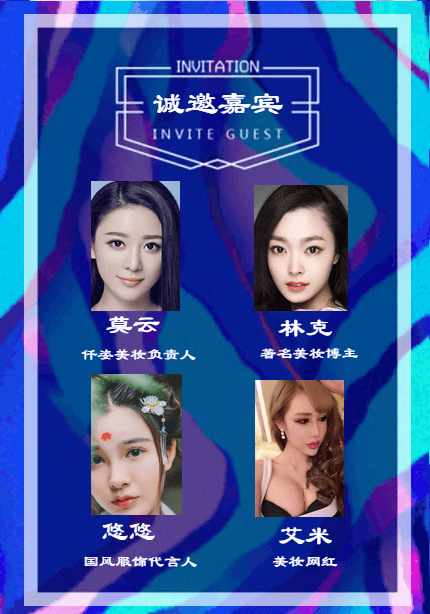 INVITATION
诚邀嘉宾
INVITE GUEST
莫云
林克
仟姿美妆负责人
著名美妆博主
悠悠
艾米
国风服饰代言人
美妆网红